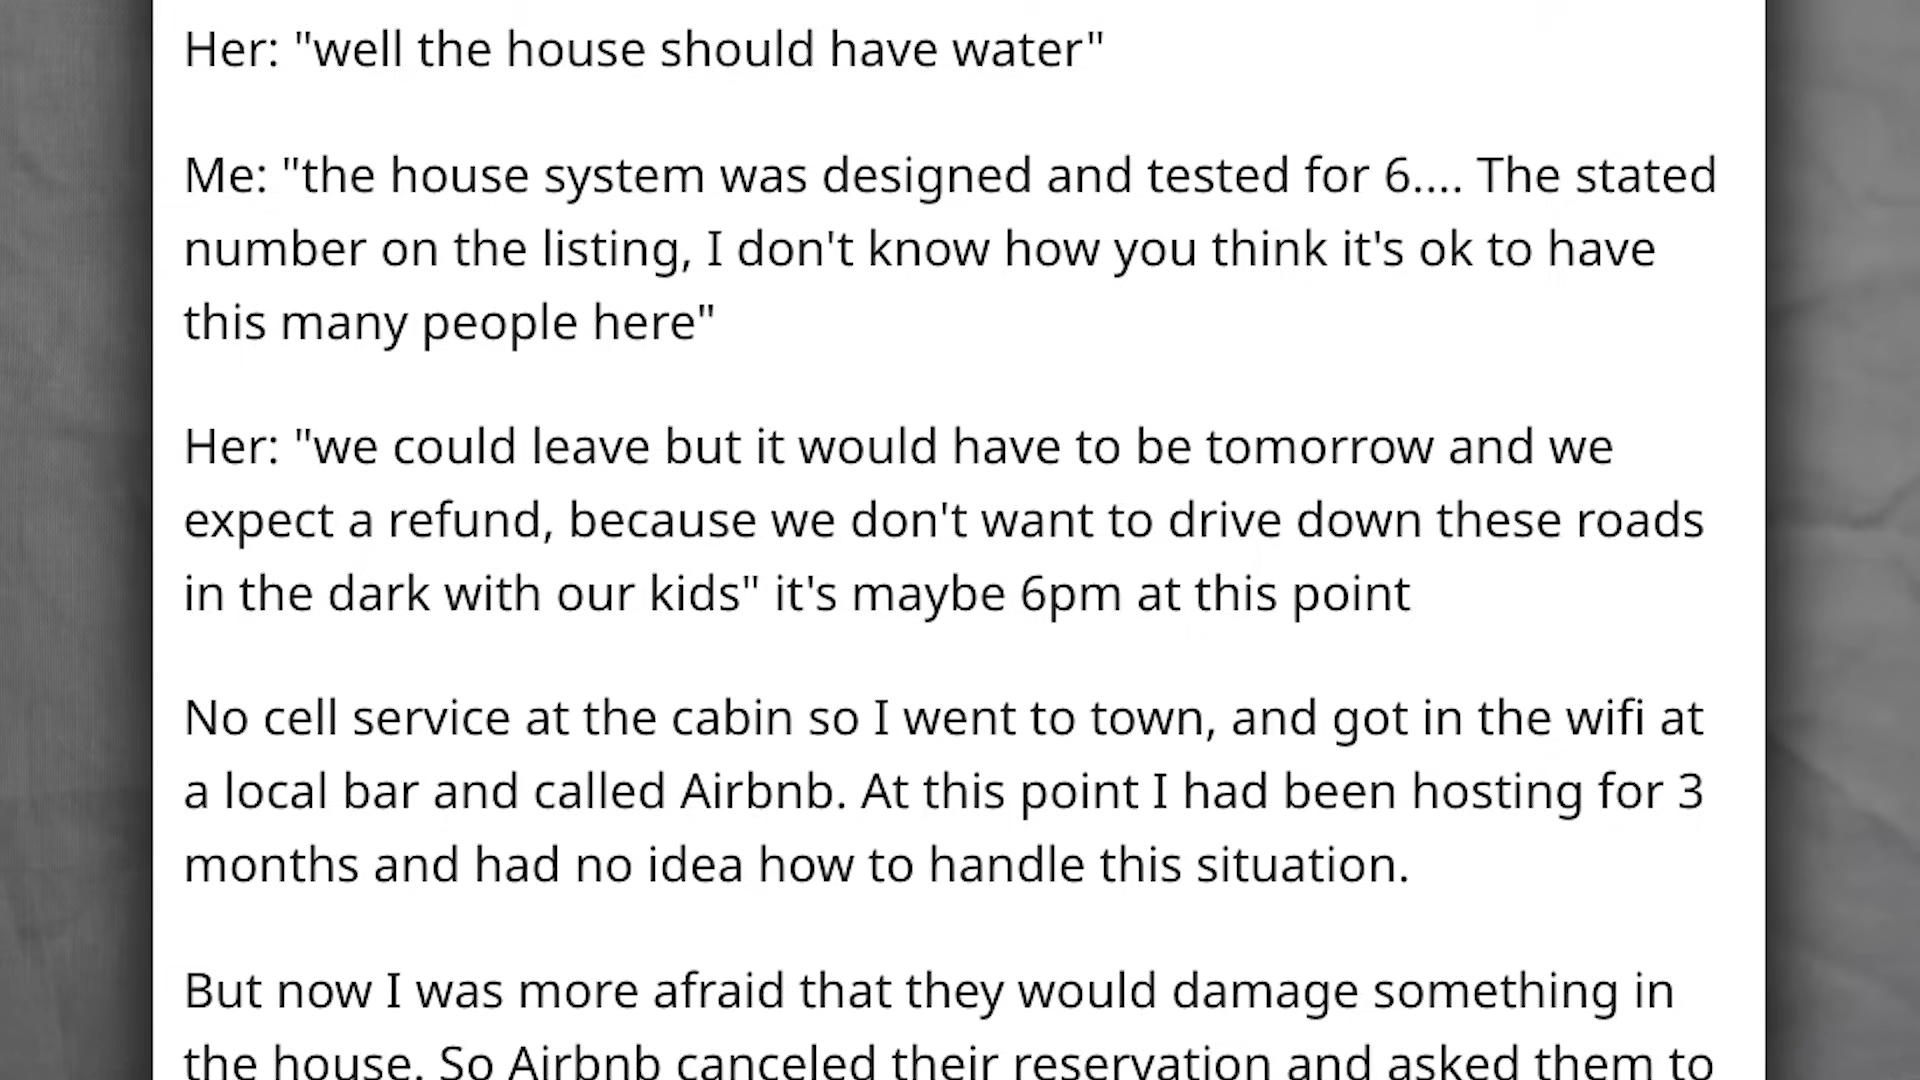 Her: "well the house should have water"
Me: "the house system was designed and tested for 6.... The stated
number on the listing, I don't know how you think it's ok to have
this many people here"
Her: "we could leave but it would have to be tomorrow and we
expect a refund, because we don't want to drive down these roads
in the dark with our kids" it's maybe 6pm at this point
No cell service at the cabin so I went to town, and got in the wifi at
a local bar and called Airbnb. At this point I had been hosting for 3
months and had no idea how to handle this situation.
But now I was more afraid that they would damage something in
the house. So Airbnb canceled their reservation and asked them to